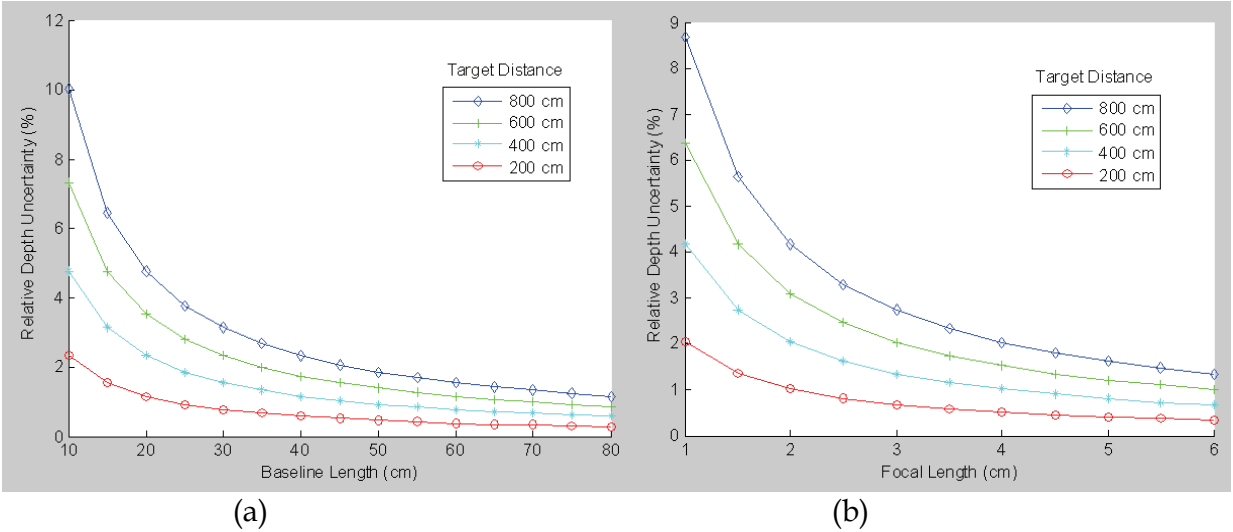 12
10
8
6
4
2
0
Relative Depth Uncertainty (%)
Target Distance
800 cm
600 cm
400 cm
200 cm
10 20 30 40 50 60 70 80
Baseline Length (cm)
(a)
9
8
7
6
5
4
3
2
1
0
Relative Depth Uncertainty (%)
Target Distance
800 cm
600 cm
400 cm
200 cm
1 2 3 4 5 6
Focal Length (cm)
(b)